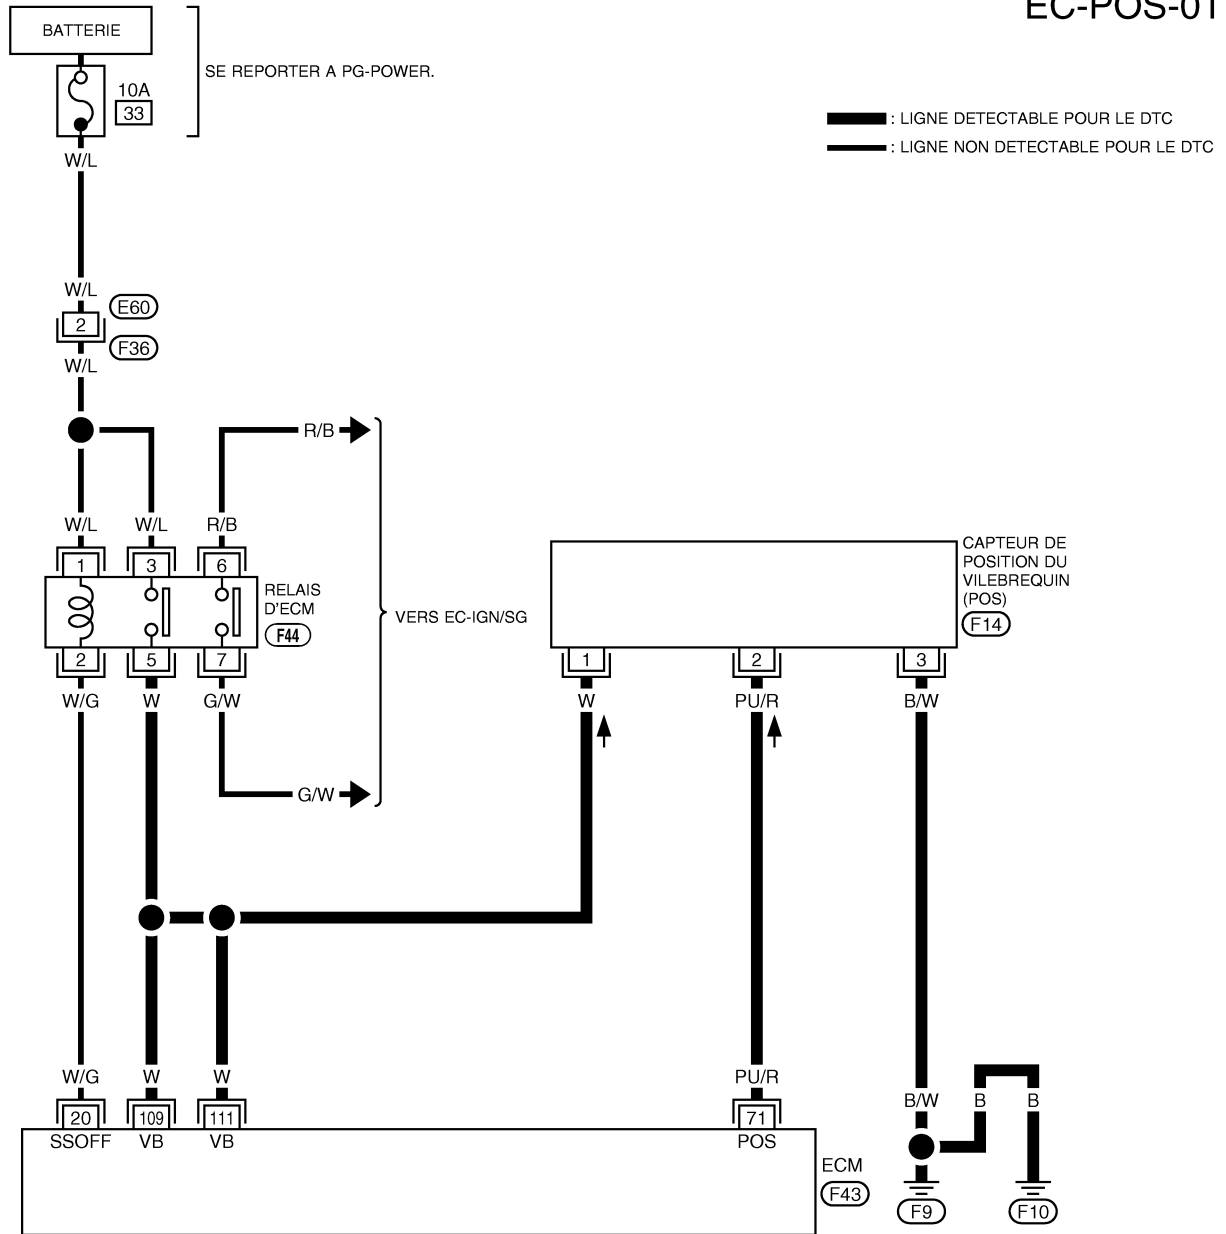 EC-POS-01
BATTERIE
SE REPORTER A PG-POWER.
10A
33
: LIGNE DETECTABLE POUR LE DTC
: LIGNE NON DETECTABLE POUR LE DTC
W/L
W/L
E60
2
F36
W/L
R/B
W/L W/L R/B
1 3 6
RELAIS
D'ECM
F44
VERS EC-IGN/SG
2 5 7
W/G W G/W
G/W
CAPTEUR DE
POSITION DU
VILEBREQUIN
(POS)
F14
1 2 3
W PU/R B/W
W/G W W PU/R
B/W B B
20 109 111 71
SSOFF VB VB POS
ECM
F43
F9 F10